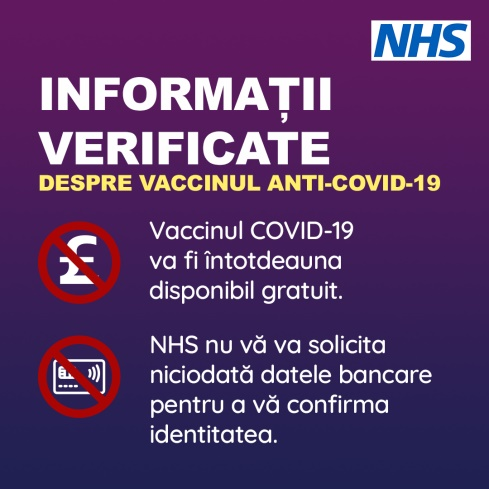 NHS
INFORMAȚII
VERIFICATE
DESPRE VACCINUL ANTI-COVID-19
£
Vaccinul COVID-19
va fi întotdeauna
disponibil gratuit.
NHS nu vă va solicita
niciodată datele bancare
pentru a vă confirma
identitatea.